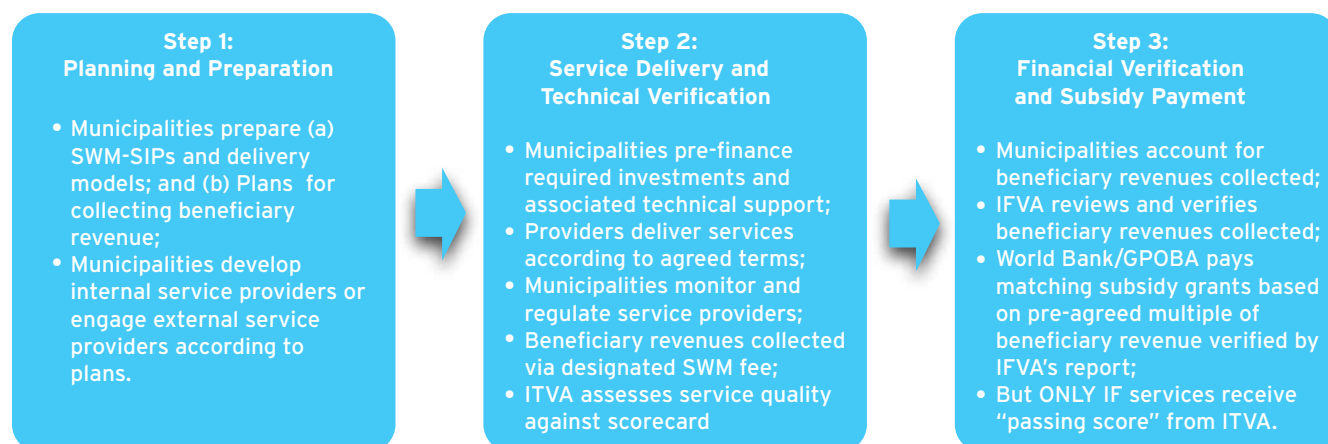 Step 1:
Planning and Preparation
• Municipalities prepare (a)
SWM-SIPs and delivery
models; and (b) Plans for
collecting beneficiary
revenue;
• Municipalities develop
internal service providers or
engage external service
providers according to
plans.
Step 2:
Service Delivery and
Technical Verification
• Municipalities pre-finance
required investments and
associated technical support;
• Providers deliver services
according to agreed terms;
• Municipalities monitor and
regulate service providers;
• Beneficiary revenues collected
via designated SWM fee;
• ITVA assesses service quality
against scorecard
Step 3:
Financial Verification
and Subsidy Payment
• Municipalities account for
beneficiary revenues collected;
• IFVA reviews and verifies
beneficiary revenues collected;
• World Bank/GPOBA pays
matching subsidy grants based
on pre-agreed multiple of
beneficiary revenue verified by
IFVA's report;
• But ONLY IF services receive
“passing score” from ITVA.